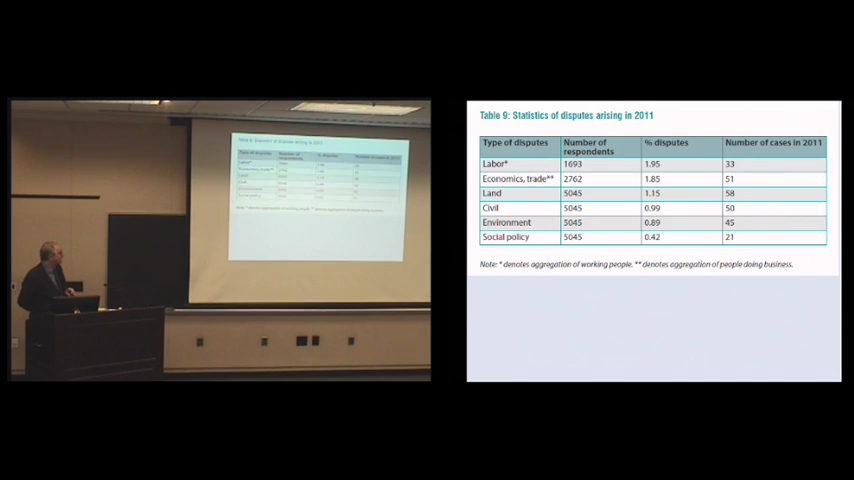 Table 9: Statistics of disputes arising in 2011
Type of disputes Number of respondents % disputes Number of cases in 2011
Labor* 1693 1.95 33
Economics, trade** 2762 1.85 51
Land 5045 1.15 58
Civil 5045 0.99 50
Environment 5045 0.89 45
Social policy 5045 0.42 21
Note: * denotes aggregation of working people, ** denotes aggregation of people doing business.